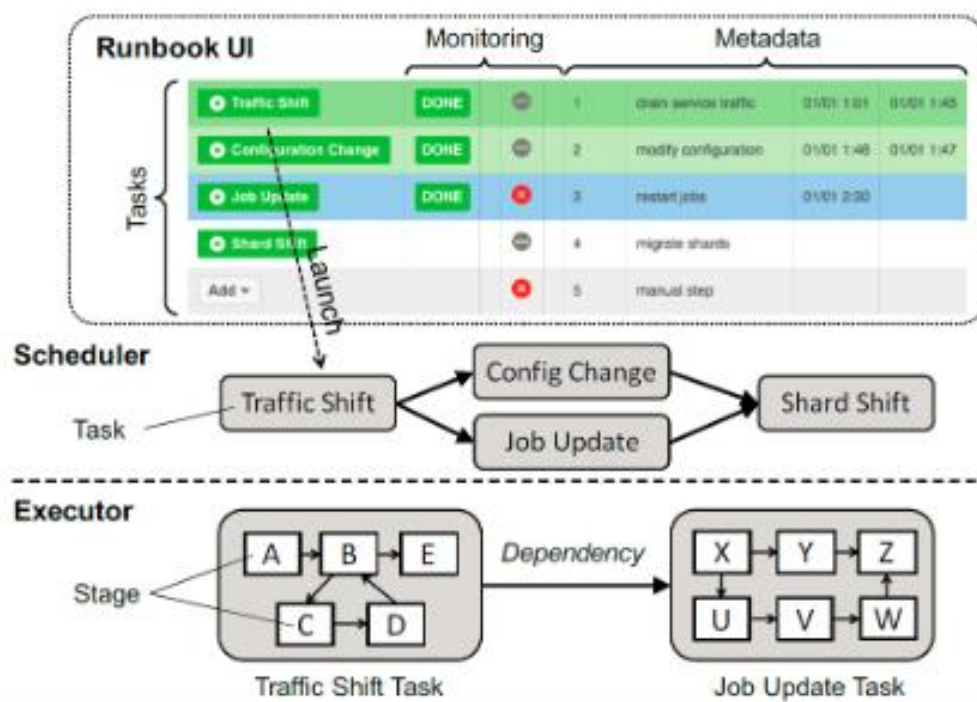 Runbook UI
Monitoring
Metadata
Tasks
Traffic Shift DONE 1 drain service traffic 01/01 1:01 01/01 1:45
Configuration Change DONE 2 modify configuration 01/01 1:46 01/01 1:47
Job Update DONE 3 restart jobs 01/01 2:30
Shard Shift 4 migrate shards
Add 5 manual step
Launch
Scheduler
Task
Traffic Shift
Config Change
Job Update
Shard Shift
Executor
Stage
A B E
C D
Traffic Shift Task
Dependency
X Y Z
U V W
Job Update Task